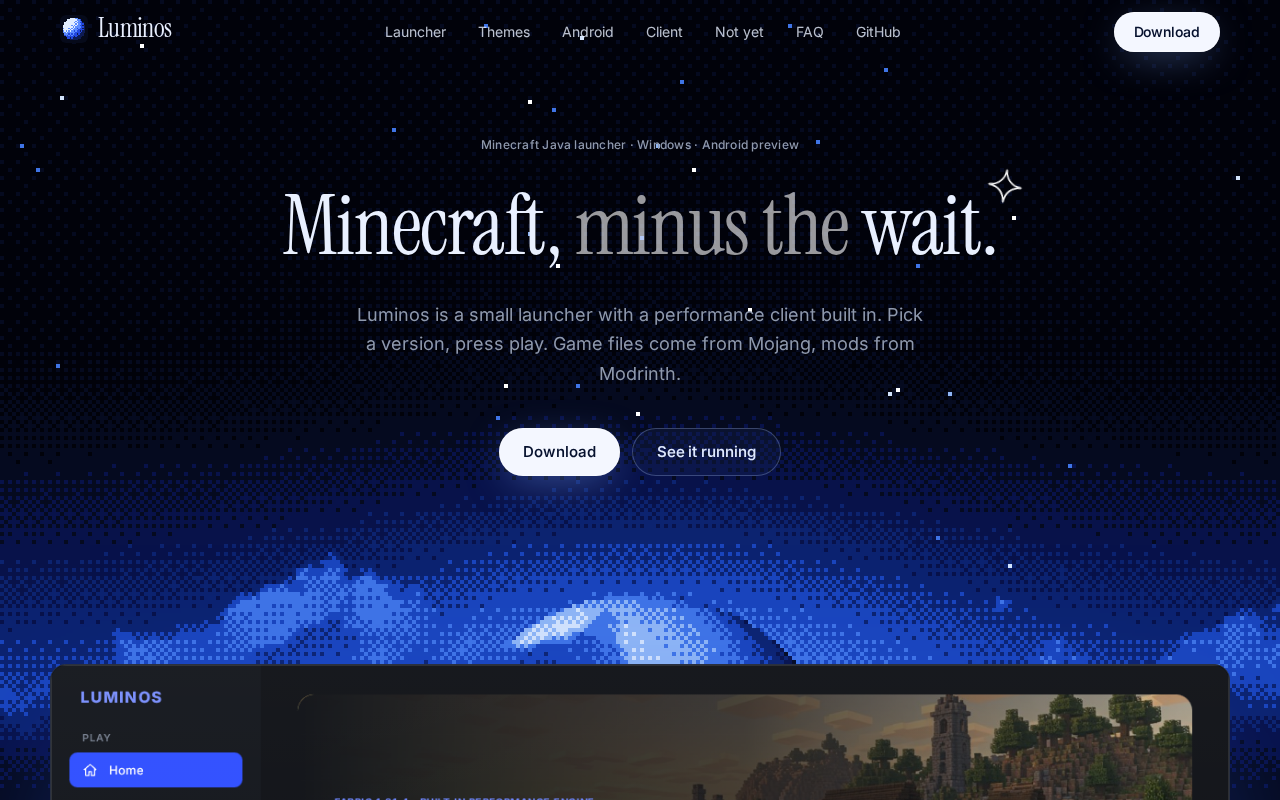 Luminos
Launcher
Themes
Android
Client
Not yet
FAQ
GitHub
Download
Minecraft Java launcher · Windows · Android preview
Minecraft, minus the wait.
Luminos is a small launcher with a performance client built in. Pick
a version, press play. Game files come from Mojang, mods from
Modrinth.
Download
See it running
LUMINOS
PLAY
Home